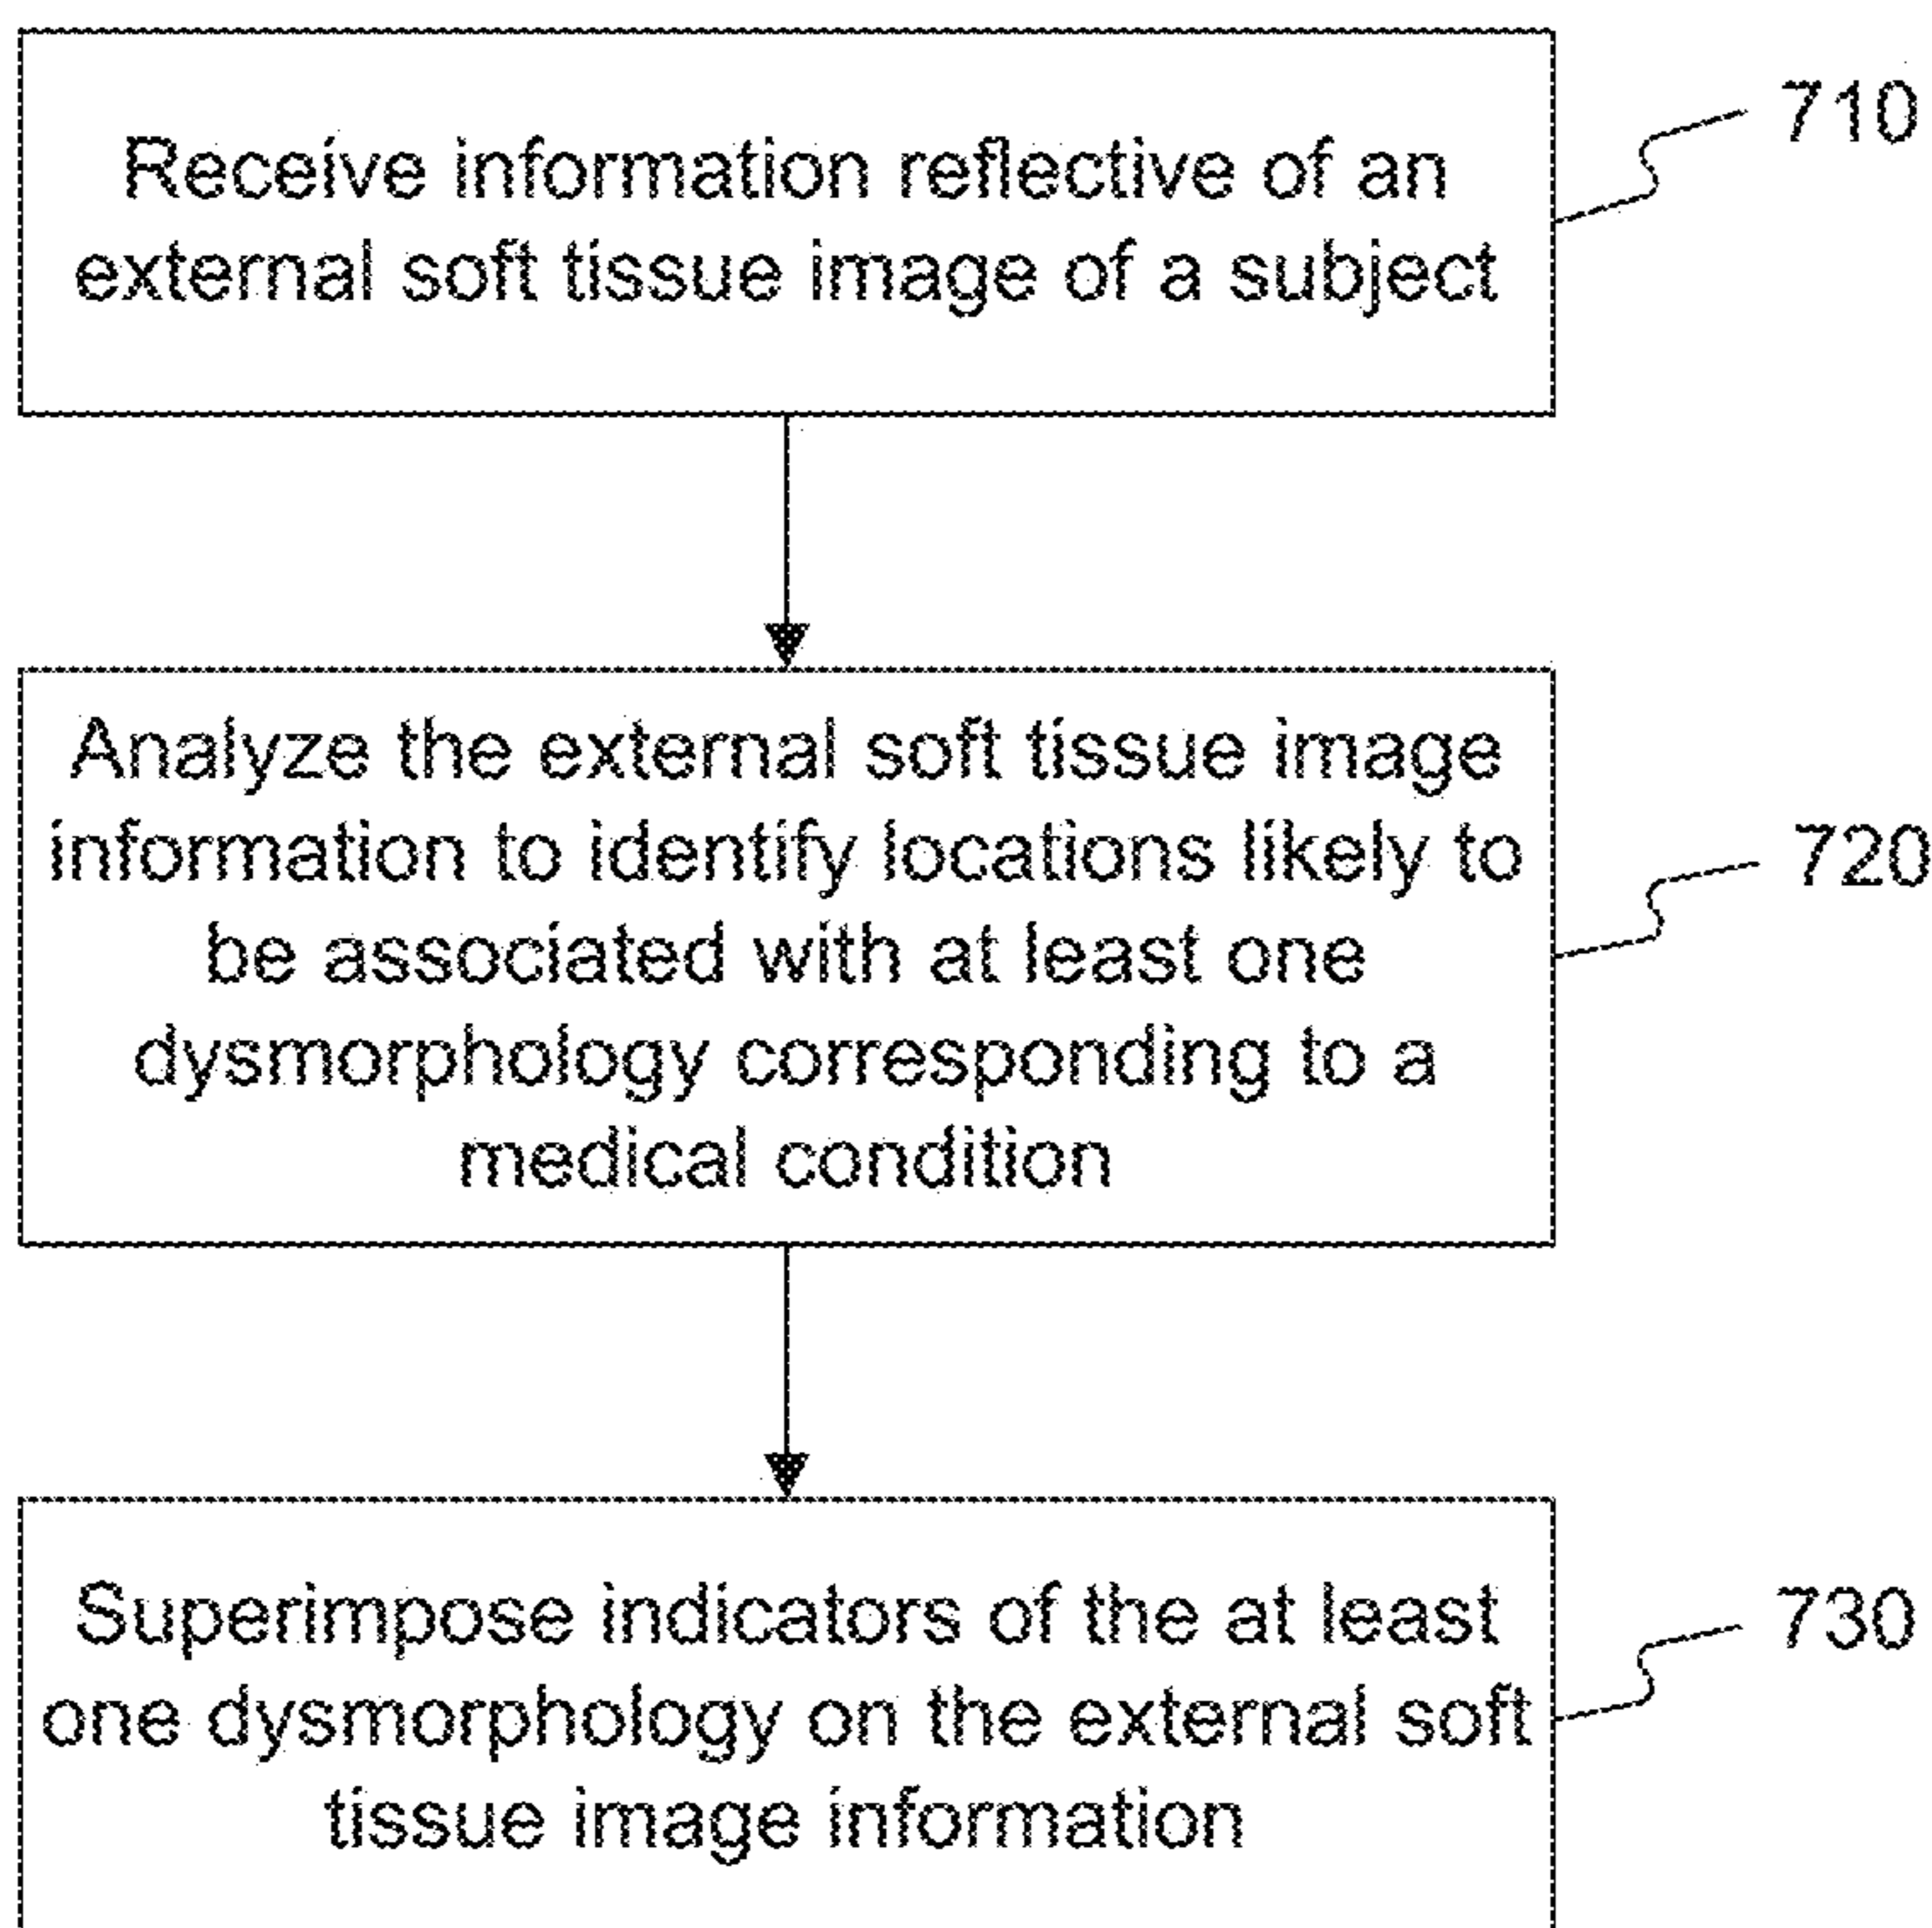 Receive information reflective of an
external soft tissue image of a subject
710
Analyze the external soft tissue image
information to identify locations likely to
be associated with at least one
dysmorphology corresponding to a
medical condition
720
Superimpose indicators of the at least
one dysmorphology on the external soft
tissue image information
730